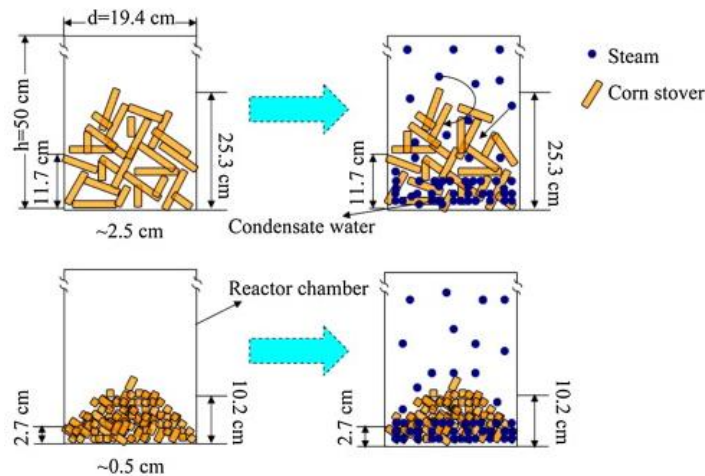 d=19.4 cm
h=50 cm
11.7 cm
25.3 cm
~2.5 cm
11.7 cm
25.3 cm
Steam
Corn stover
Condensate water
Reactor chamber
2.7 cm
10.2 cm
~0.5 cm
2.7 cm
10.2 cm